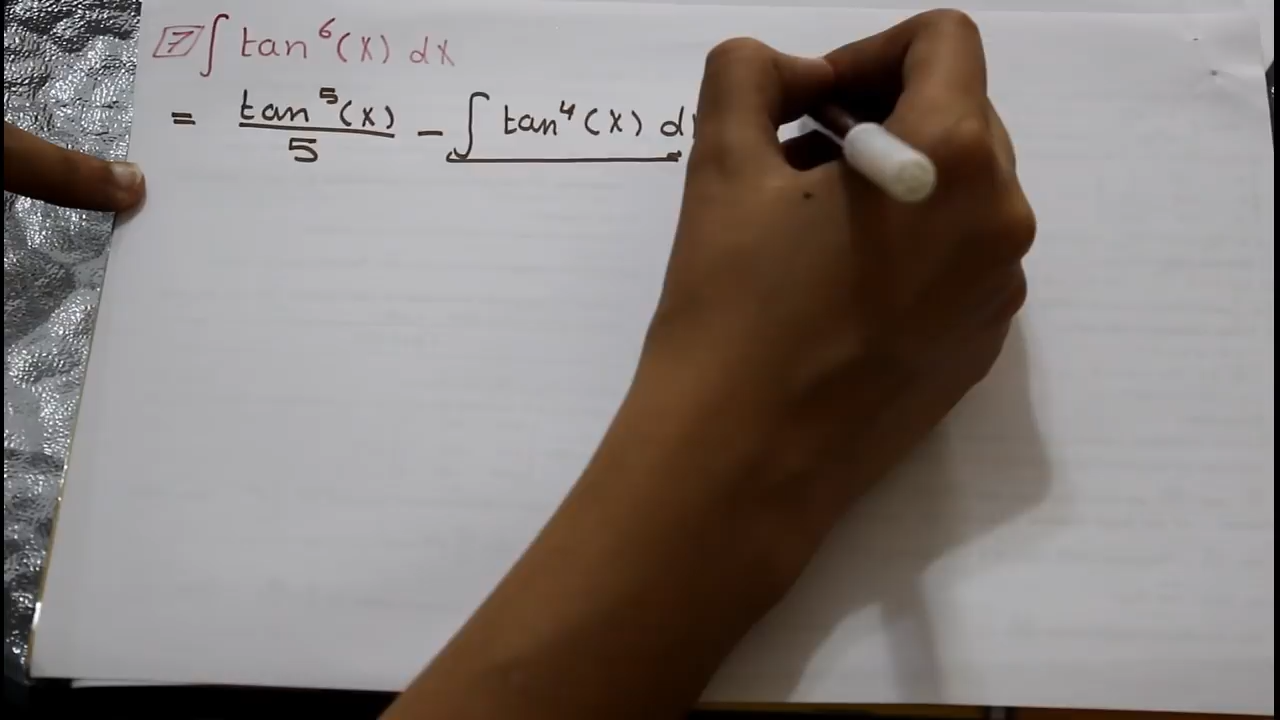 7 ∫ tan⁶(x) dx
= tan⁵(x)/5 - ∫ tan⁴(x) d